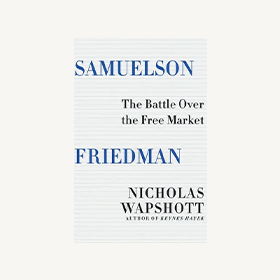 SAMUELSON
The Battle Over
the Free Market
FRIEDMAN
NICHOLAS
WAPSHOTT
AUTHOR OF KEYNES HAYEK